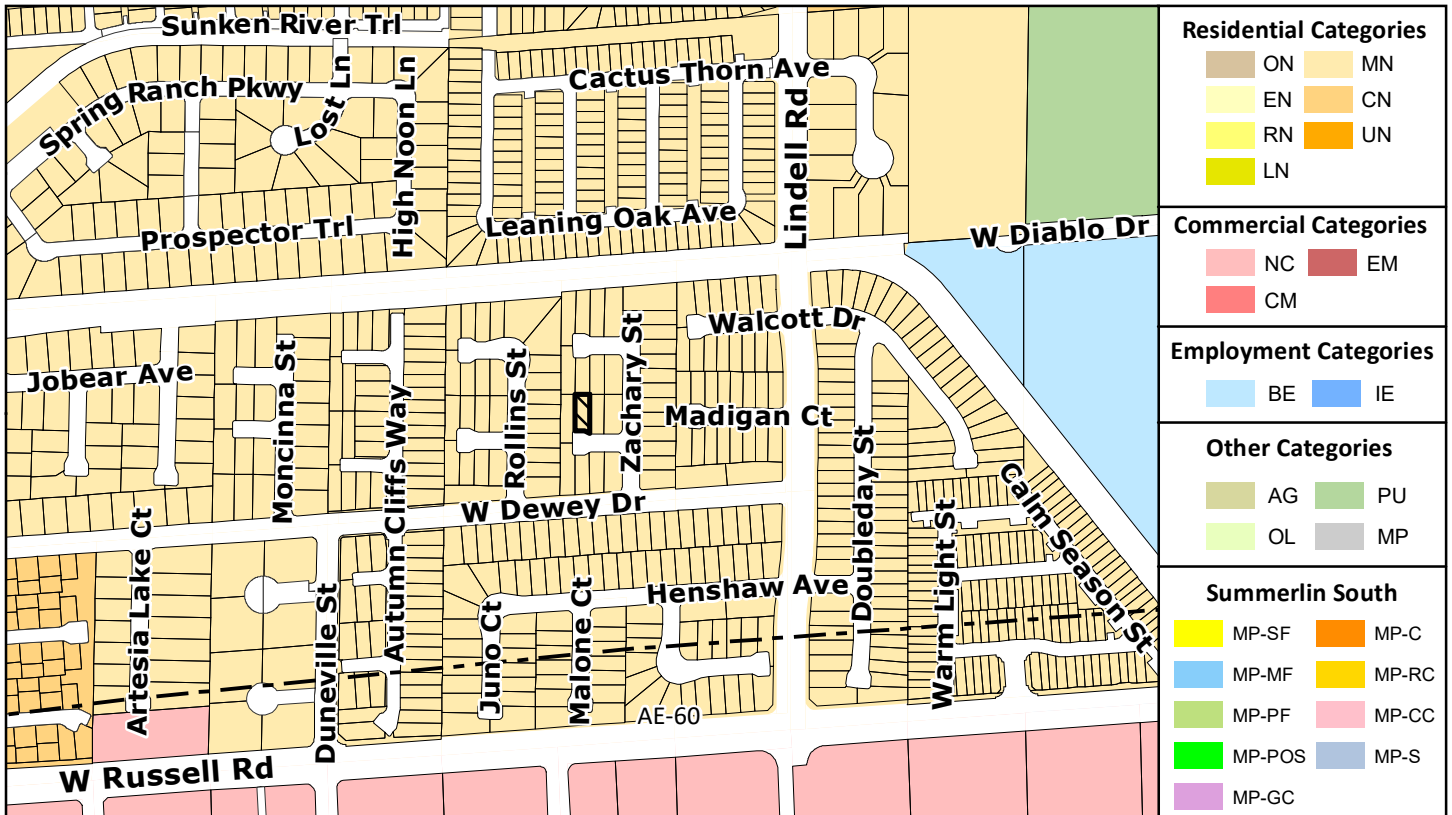 Sunken River Trl
Spring Ranch Pkwy
Lost Ln
High Noon Ln
Cactus Thorn Ave
Lindell Rd
Prospector Trl
Leaning Oak Ave
W Diablo Dr
Walcott Dr
Jobear Ave
Moncinna St
Autumn Cliffs Way
Rollins St
Zachary St
Madigan Ct
Doubleday St
W Dewey Dr
Warm Light St
Calm Season St
Artesia Lake Ct
Duneville St
Juno Ct
Malone Ct
Henshaw Ave
AE-60
W Russell Rd
Residential Categories
ON MN
EN CN
RN UN
LN
Commercial Categories
NC EM
CM
Employment Categories
BE IE
Other Categories
AG PU
OL MP
Summerlin South
MP-SF MP-C
MP-MF MP-RC
MP-PF MP-CC
MP-POS MP-S
MP-GC